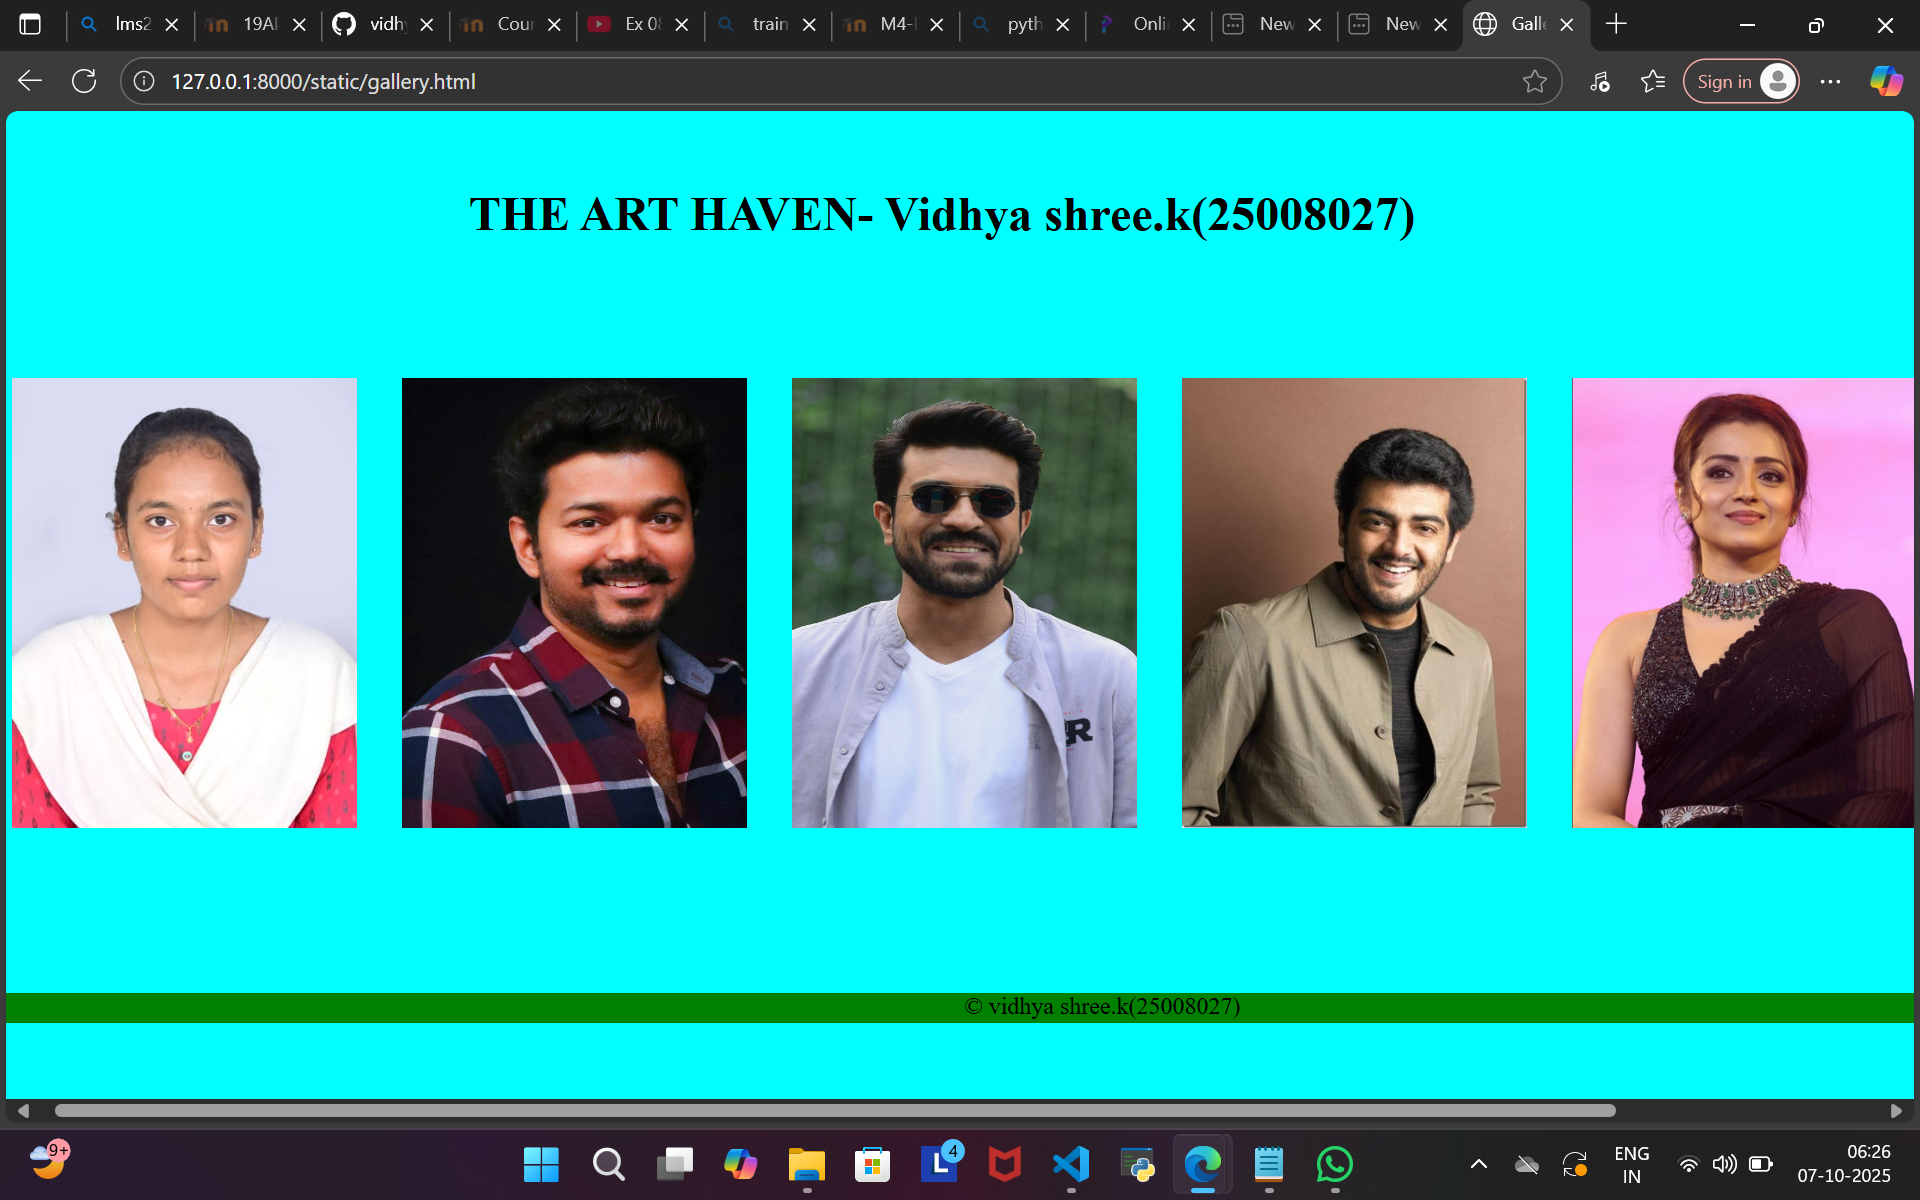 lms2
19AI
vidh
Cour
Ex 08
train
M4-
pyth
Onli
New
New
Galle
127.0.0.1:8000/static/gallery.html
Sign in
THE ART HAVEN- Vidhya shree.k(25008027)
R
© vidhya shree.k(25008027)
9+
L
4
ENG
IN
06:26
07-10-2025